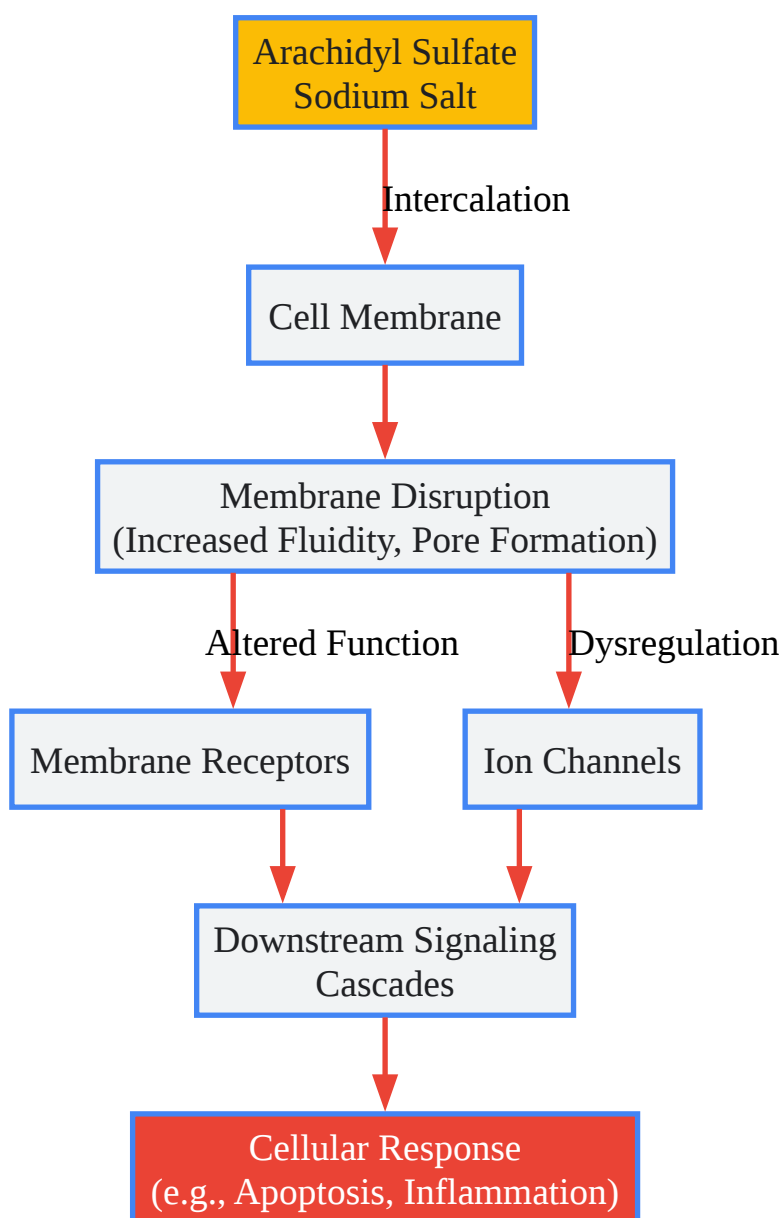 Arachidyl Sulfate
Sodium Salt
Intercalation
Cell Membrane
Membrane Disruption
(Increased Fluidity, Pore Formation)
Altered Function
Dysregulation
Membrane Receptors
Ion Channels
Downstream Signaling
Cascades
Cellular Response
(e.g., Apoptosis, Inflammation)